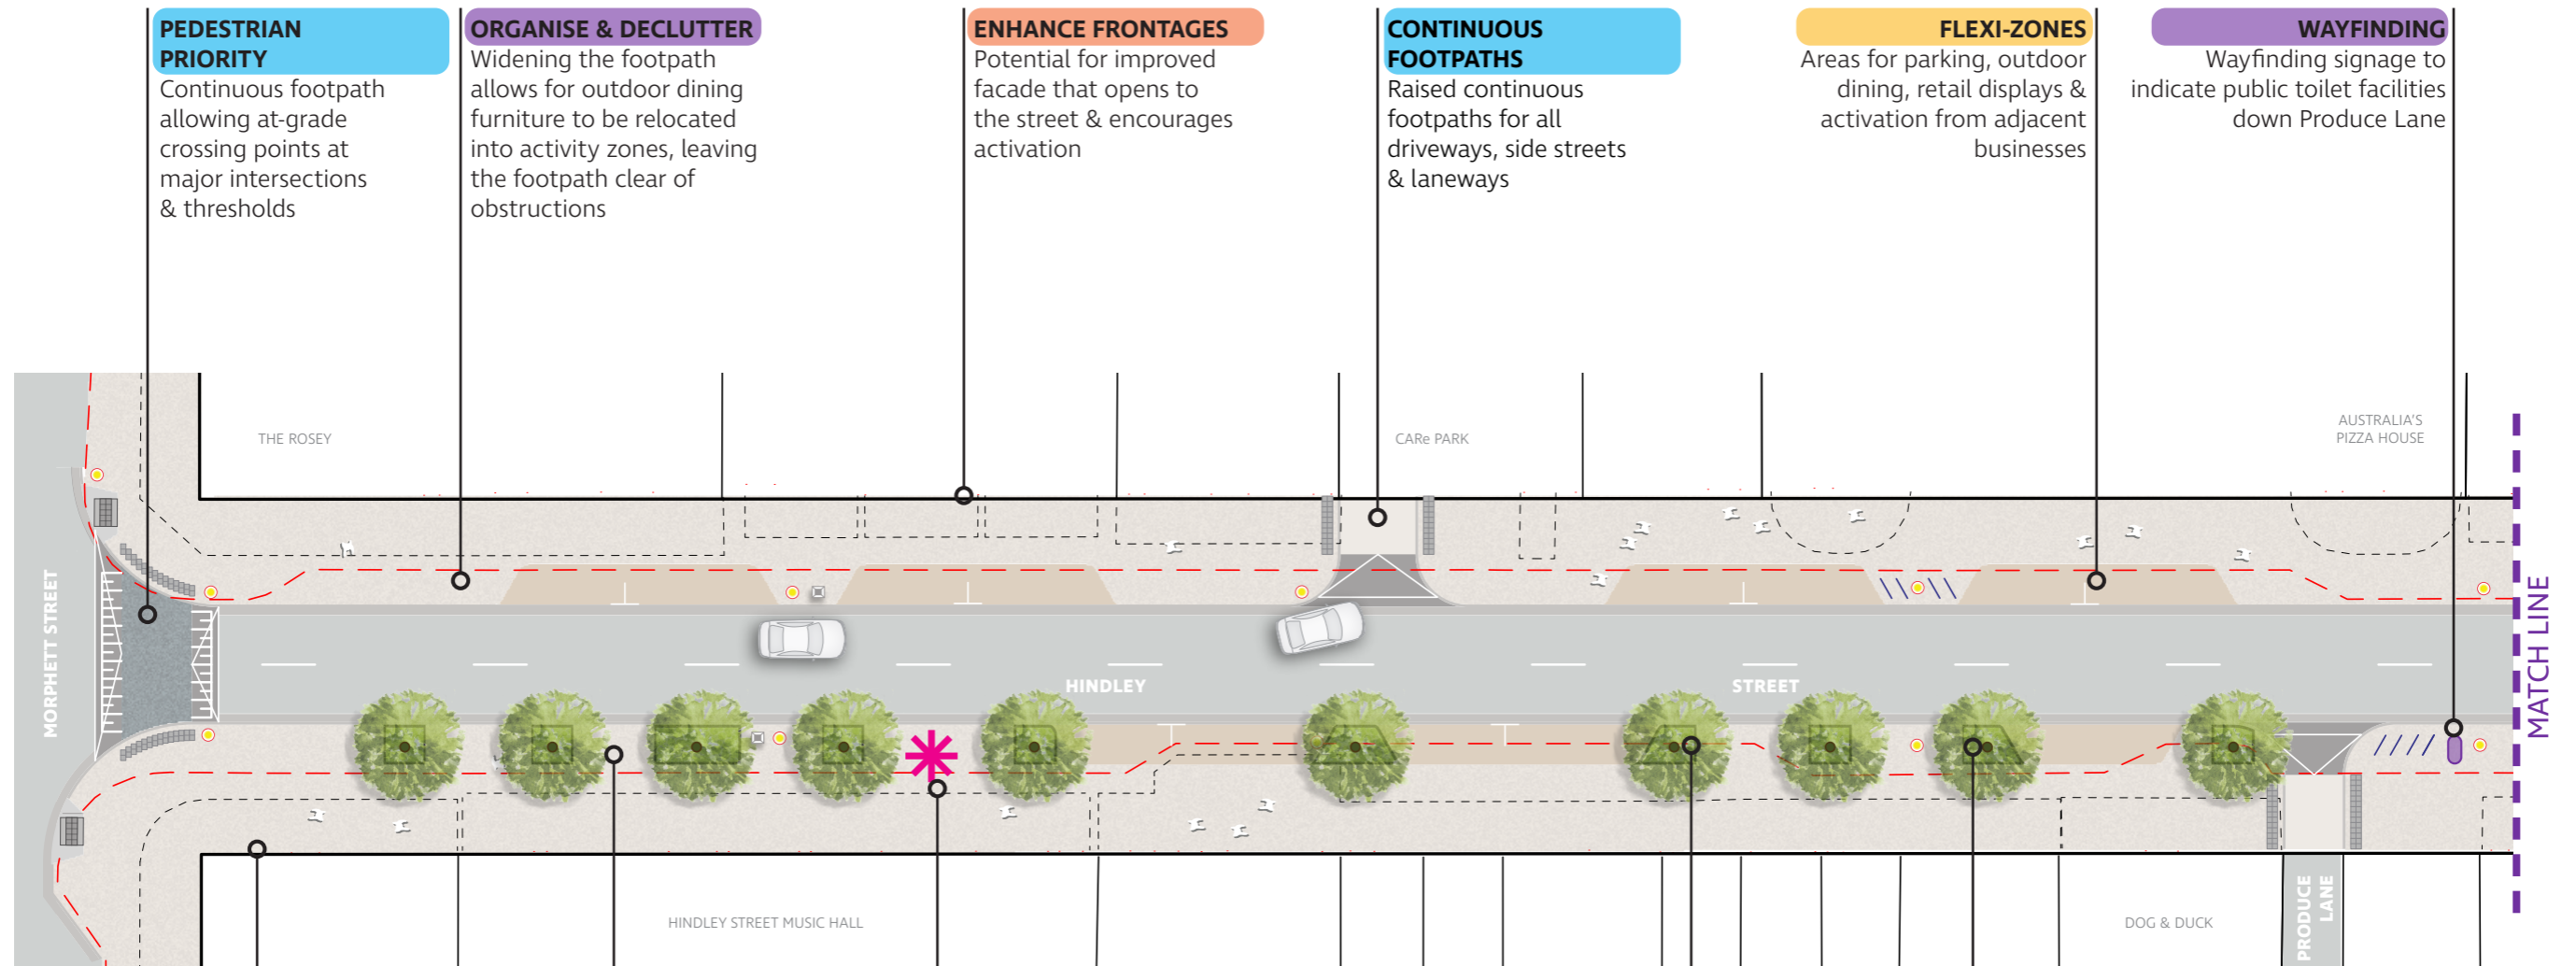 PEDESTRIAN
PRIORITY
Continuous footpath
allowing at-grade
crossing points at
major intersections
& thresholds
ORGANISE & DECLUTTER
Widening the footpath
allows for outdoor dining
furniture to be relocated
into activity zones, leaving
the footpath clear of
obstructions
ENHANCE FRONTAGES
Potential for improved
facade that opens to
the street & encourages
activation
CONTINUOUS
FOOTPATHS
Raised continuous
footpaths for all
driveways, side streets
& laneways
FLEXI-ZONES
Areas for parking, outdoor
dining, retail displays &
activation from adjacent
businesses
WAYFINDING
Wayfinding signage to
indicate public toilet facilities
down Produce Lane
THE ROSEY
CARe PARK
AUSTRALIA'S
PIZZA HOUSE
MORPHETT STREET
HINDLEY STREET
MATCH LINE
HINDLEY STREET MUSIC HALL
DOG & DUCK
PRODUCE
LANE